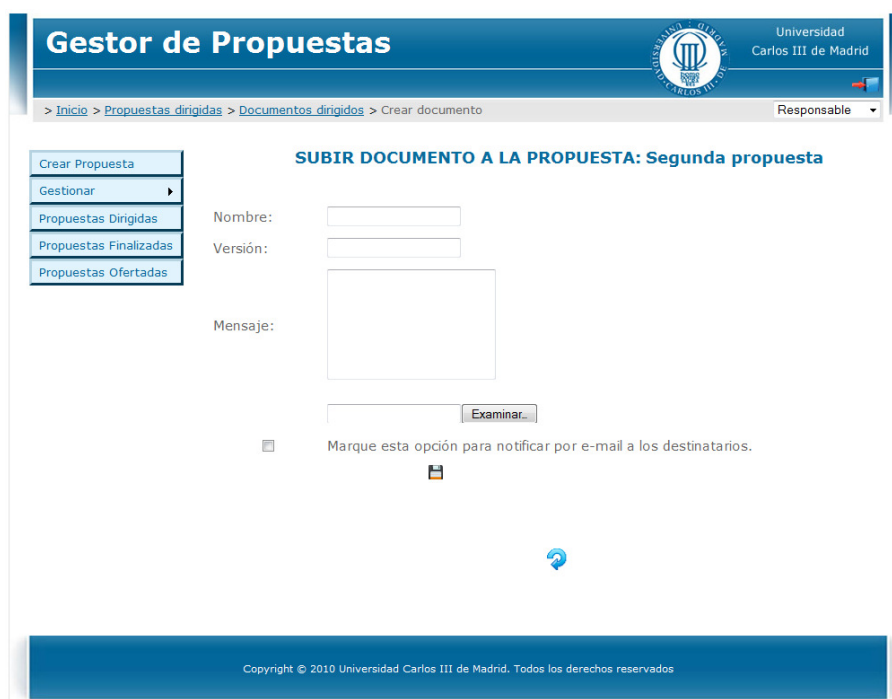 Gestor de Propuestas
Universidad
Carlos III de Madrid
> Inicio > Propuestas dirigidas > Documentos dirigidos > Crear documento
Responsable
SUBIR DOCUMENTO A LA PROPUESTA: Segunda propuesta
Crear Propuesta
Gestionar
Propuestas Dirigidas
Propuestas Finalizadas
Propuestas Ofertadas
Nombre:
Versión:
Mensaje:
Examinar...
Marque esta opción para notificar por e-mail a los destinatarios.
Copyright © 2010 Universidad Carlos III de Madrid. Todos los derechos reservados